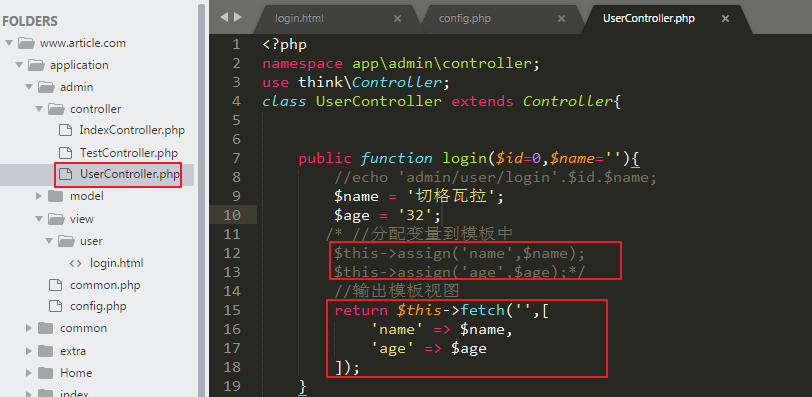 FOLDERS
www.article.com
application
admin
controller
IndexController.php
TestController.php
UserController.php
model
view
user
login.html
common.php
config.php
common
extra
Home
index
login.html
config.php
UserController.php
1 <?php
2 namespace app\admin\controller;
3 use think\Controller;
4 class UserController extends Controller{
5
6
7 public function login($id=0,$name=''){
8 //echo 'admin/user/login'.$id.$name;
9 $name = '切格瓦拉';
10 $age = '32';
11 /* //分配变量到模板中
12 $this->assign('name',$name);
13 $this->assign('age',$age);*/
14 //输出模板视图
15 return $this->fetch('',[
16 'name' => $name,
17 'age' => $age
18 ]);
19 }